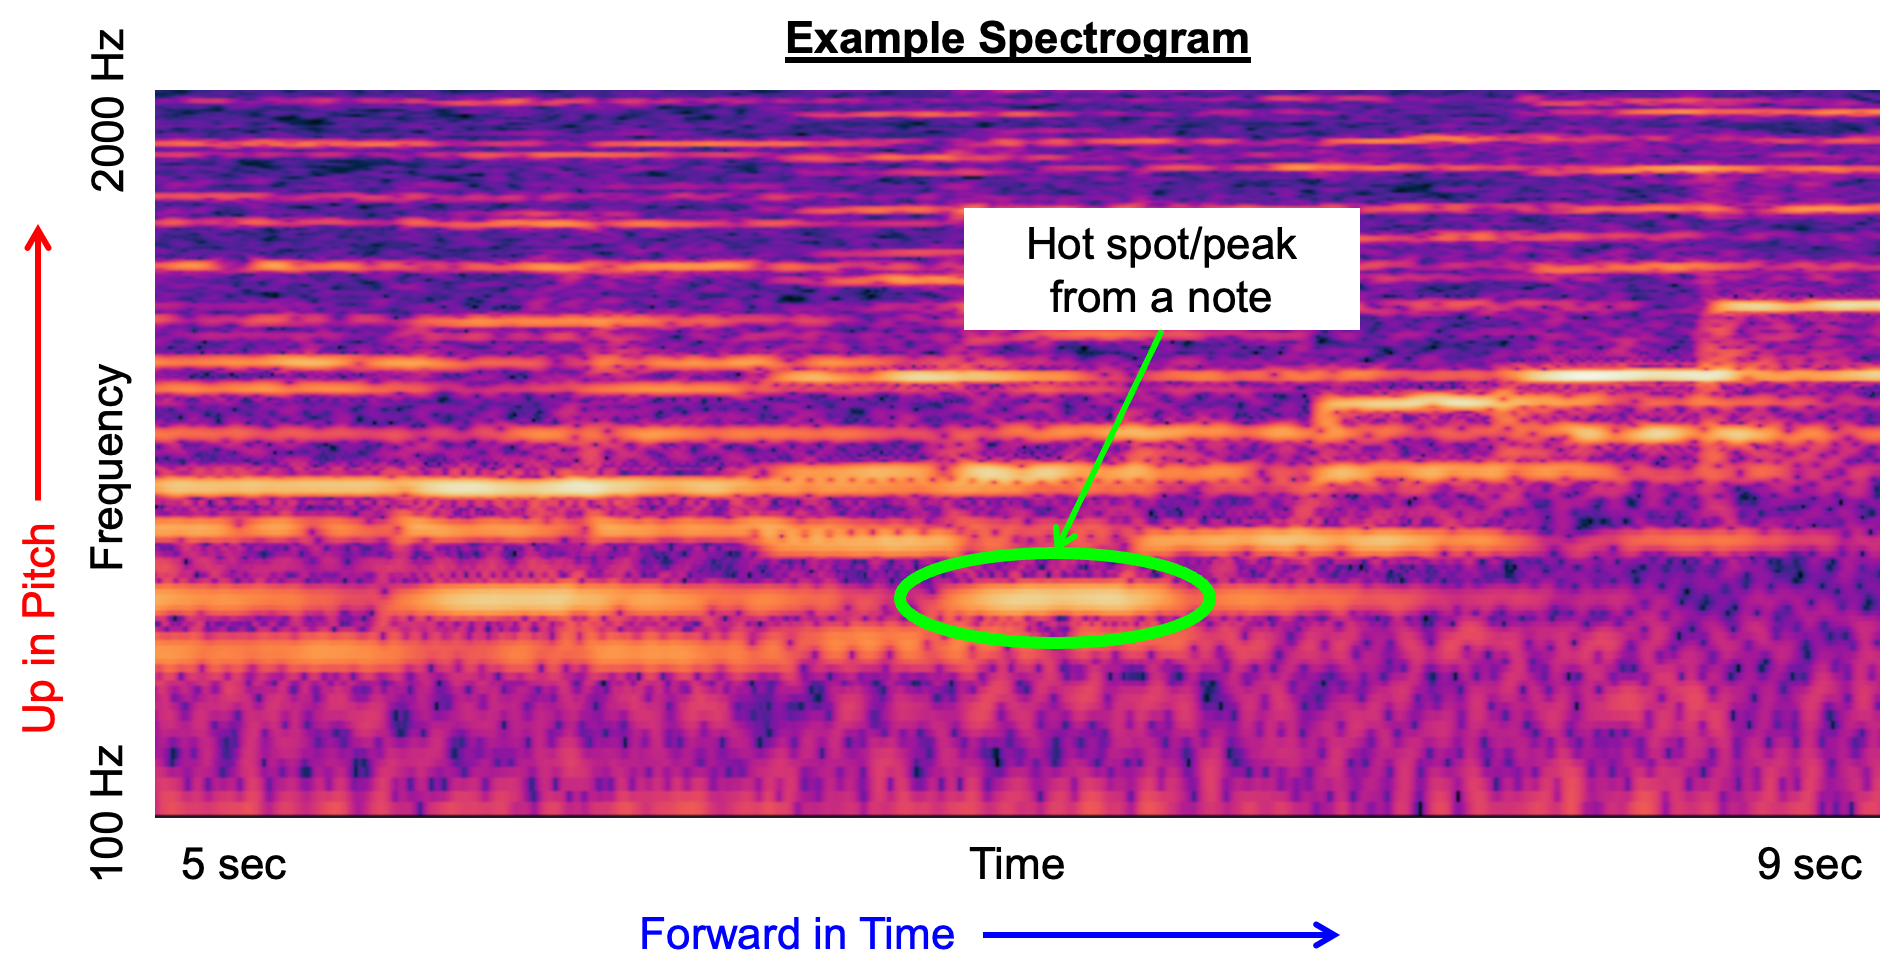 Example Spectrogram
2000 Hz
Hot spot/peak
from a note
Frequency
Up in Pitch
100 Hz
5 sec
Time
9 sec
Forward in Time